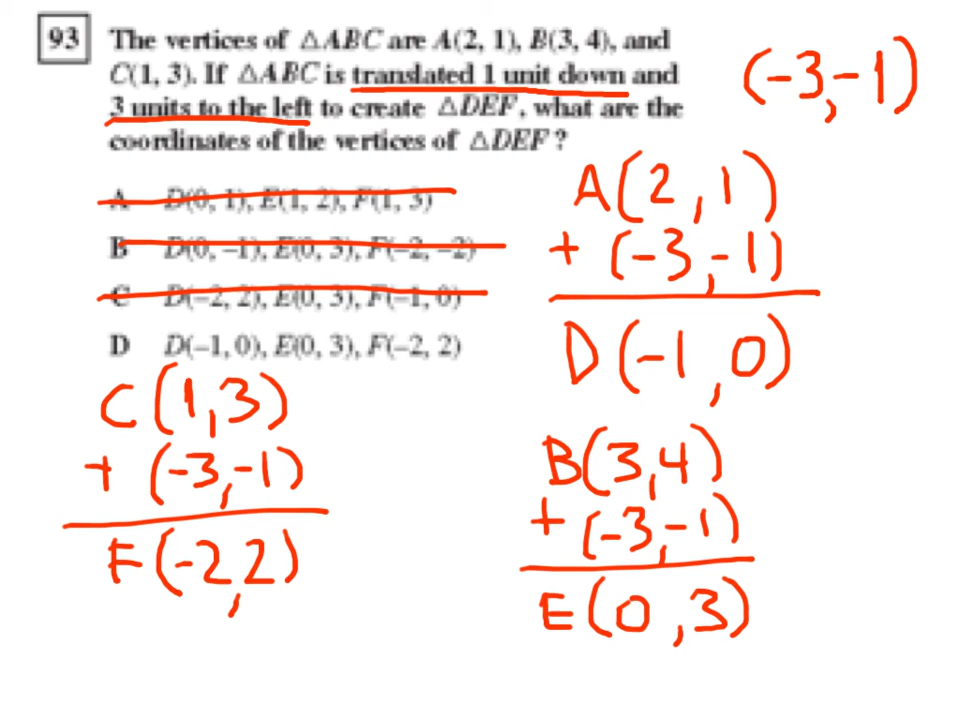 93 The vertices of △ABC are A(2, 1), B(3, 4), and
C(1, 3). If △ABC is translated 1 unit down and
3 units to the left to create △DEF, what are the
coordinates of the vertices of △DEF?
(-3,-1)
A D(0, 1), E(1, 2), F(1, 3)
B D(0, −1), E(0, 3), F(−2, −2)
C D(−2, 2), E(0, 3), F(−1, 0)
D D(−1, 0), E(0, 3), F(−2, 2)
A(2,1)
+ (-3,-1)
D(-1,0)
C(1,3)
+ (-3,-1)
F(-2,2)
B(3,4)
+ (-3,-1)
E(0,3)